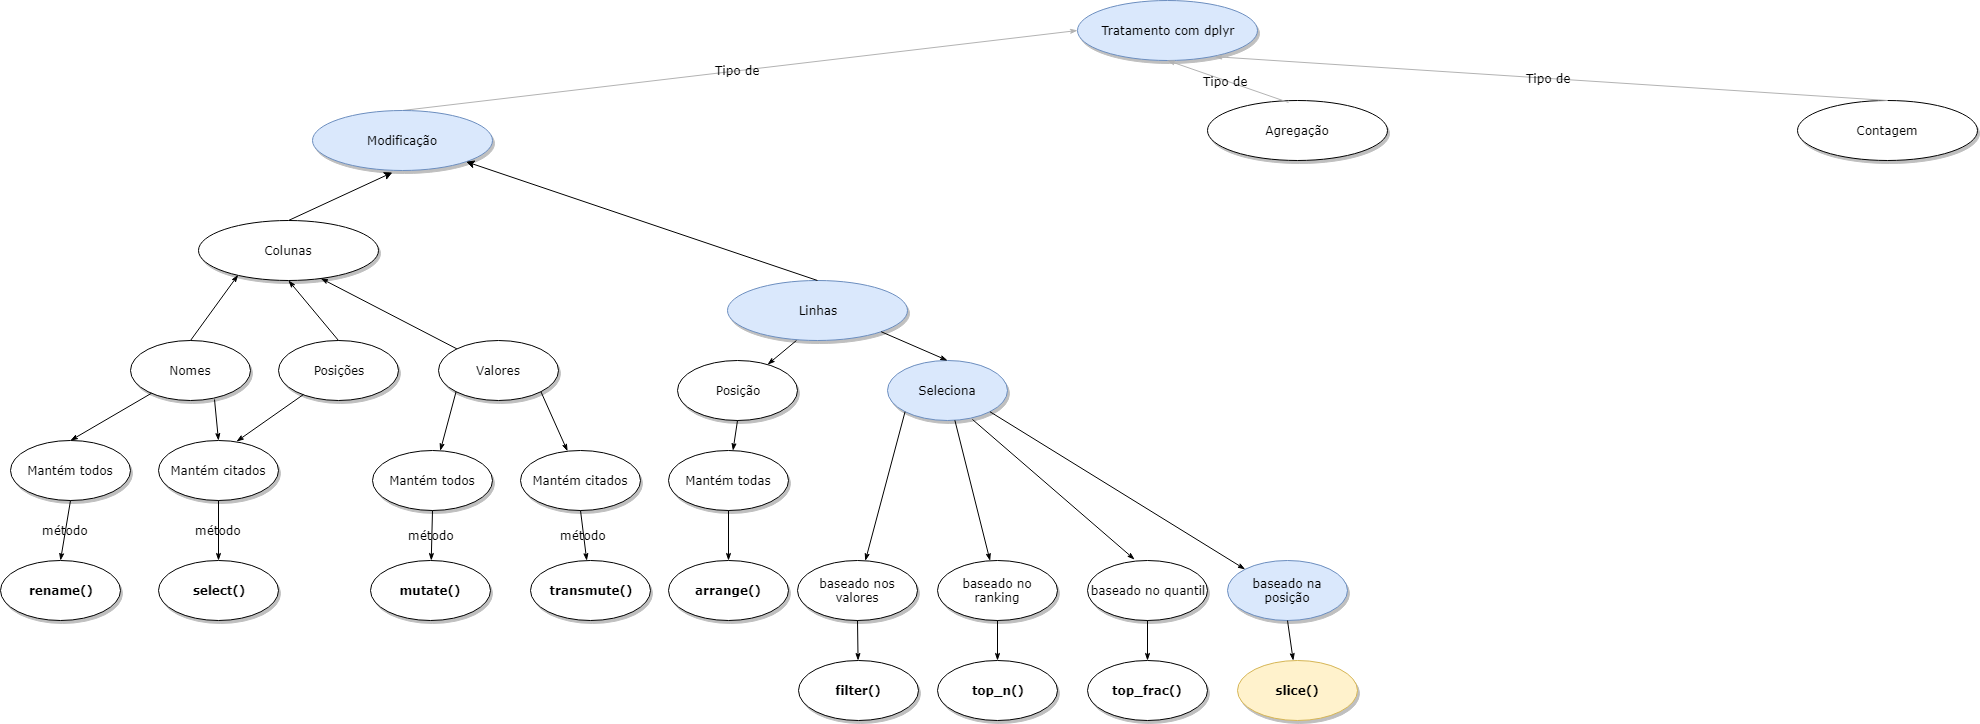 Tratamento com dplyr
Tipo de
Tipo de
Tipo de
Modificação
Agregação
Contagem
Colunas
Linhas
Nomes
Posições
Valores
Posição
Seleciona
Mantém todos
Mantém citados
Mantém todos
Mantém citados
Mantém todas
método
método
método
método
rename()
select()
mutate()
transmute()
arrange()
baseado nos
valores
baseado no
ranking
baseado no quantil
baseado na
posição
filter()
top_n()
top_frac()
slice()